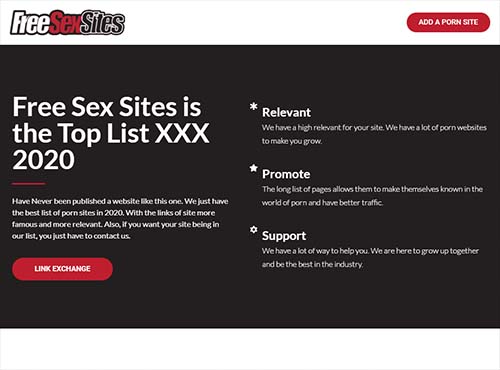 FreeSexSites
ADD A PORN SITE
Free Sex Sites is
the Top List XXX
2020
Have Never been published a website like this one. We just have
the best list of porn sites in 2020. With the links of site more
famous and more relevant. Also, if you want your site being in
our list, you just have to contact us.
LINK EXCHANGE
Relevant
We have a high relevant for your site. We have a lot of porn websites
to make you grow.
Promote
The long list of pages allows them to make themselves known in the
world of porn and have better traffic.
Support
We have a lot of way to help you. We are here to grow up together
and be the best in the industry.